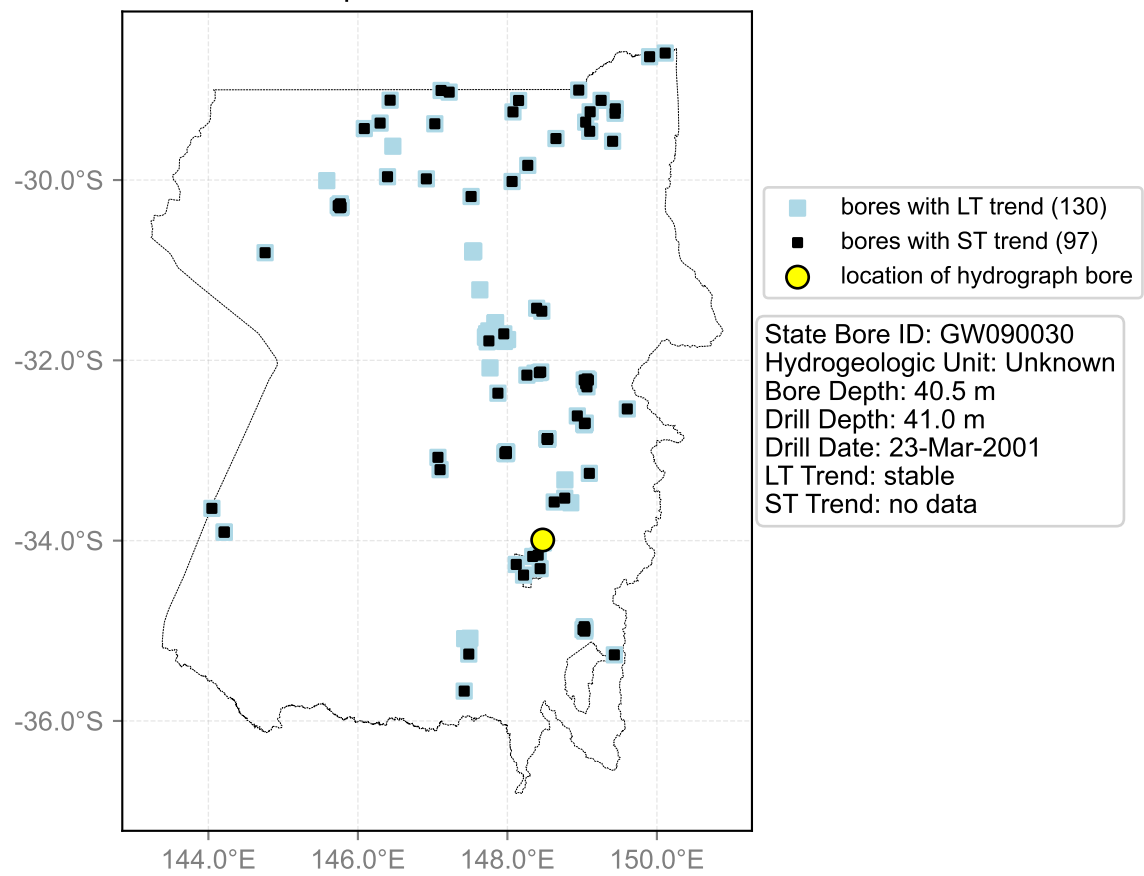 -30.0°S
-32.0°S
-34.0°S
-36.0°S
144.0°E
146.0°E
148.0°E
150.0°E
bores with LT trend (130)
bores with ST trend (97)
location of hydrograph bore
State Bore ID: GW090030
Hydrogeologic Unit: Unknown
Bore Depth: 40.5 m
Drill Depth: 41.0 m
Drill Date: 23-Mar-2001
LT Trend: stable
ST Trend: no data